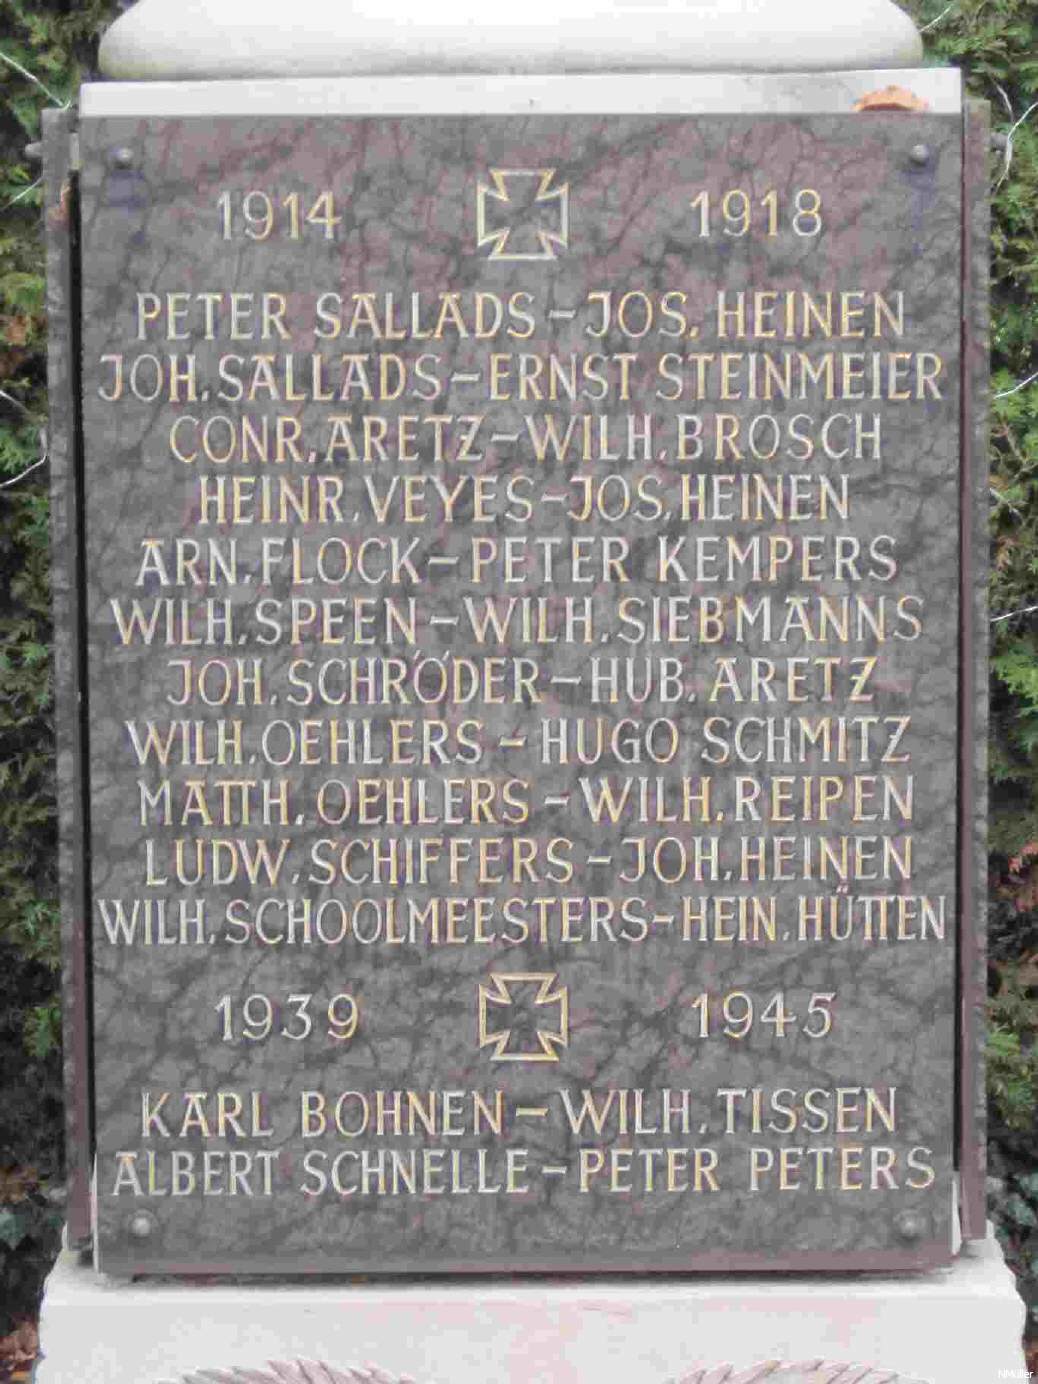 1914 1918
PETER SALLADS - JOS. HEINEN
JOH. SALLADS - ERNST STEINMEIER
CONR. ARETZ - WILH. BROSCH
HEINR. VEYES - JOS. HEINEN
ARN. FLOCK - PETER KEMPERS
WILH. SPEEN - WILH. SIEBMANNS
JOH. SCHRÖDER - HUB. ARETZ
WILH. OEHLERS - HUGO SCHMITZ
MATTH. OEHLERS - WILH. REIPEN
LUDW. SCHIFFERS - JOH. HEINEN
WILH. SCHOOLMEESTERS - HEIN. HÜTTEN
1939 1945
KARL BOHNEN - WILH. TISSEN
ALBERT SCHNELLE - PETER PETERS
NMüller